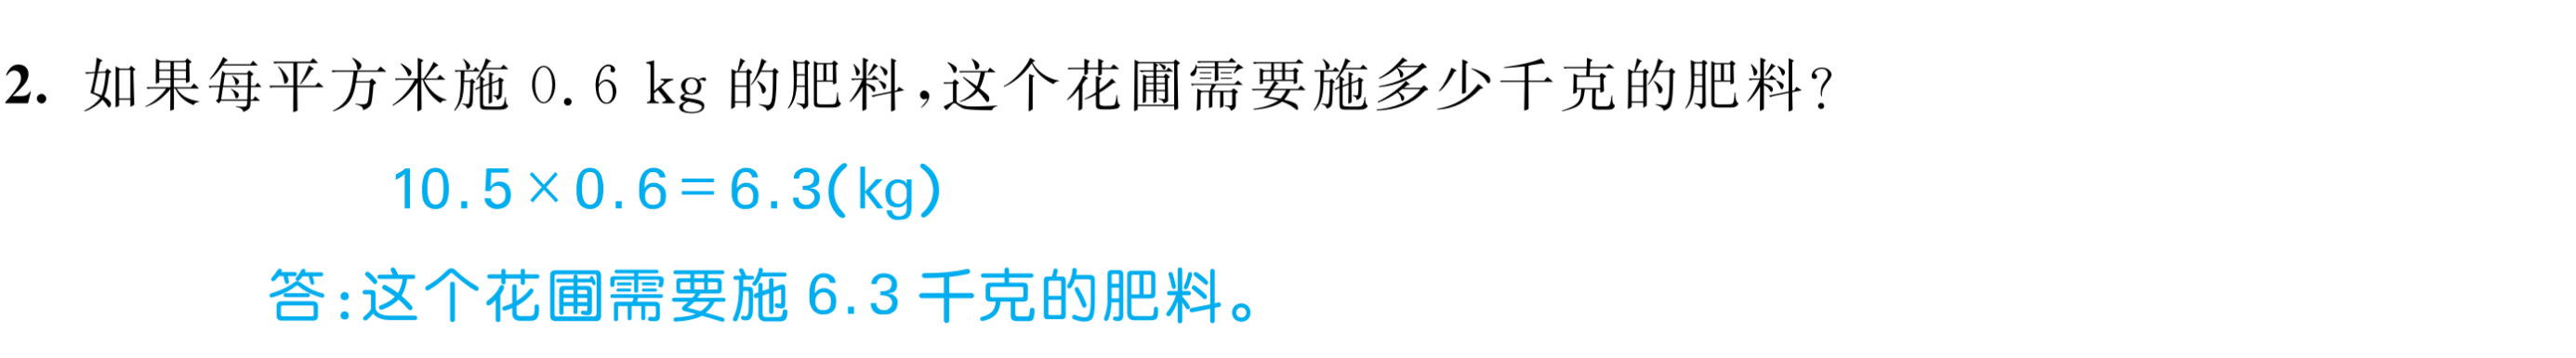 2. 如果每平方米施 0.6 kg 的肥料,这个花圃需要施多少千克的肥料?
10.5×0.6=6.3(kg)
答:这个花圃需要施 6.3 千克的肥料。